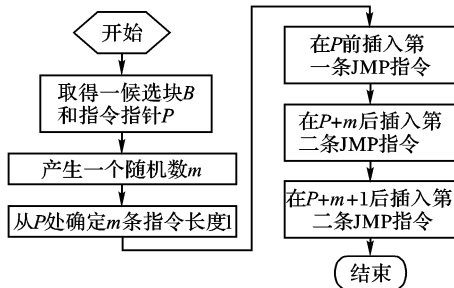 开始
取得一候选块B
和指令指针P
产生一个随机数m
从P处确定m条指令长度l
在P前插入第
一条JMP指令
在P+m后插入第
二条JMP指令
在P+m+1后插入第
二条JMP指令
结束